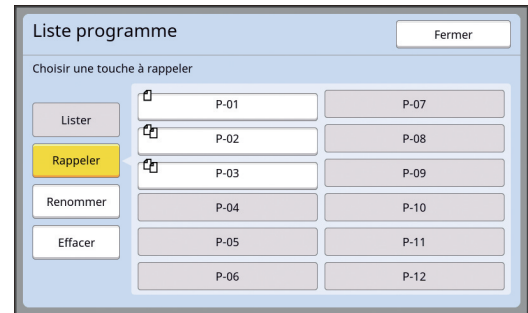 Liste programme
Fermer
Choisir une touche à rappeler
Lister
Rappeler
Renommer
Effacer
P-01
P-02
P-03
P-04
P-05
P-06
P-07
P-08
P-09
P-10
P-11
P-12